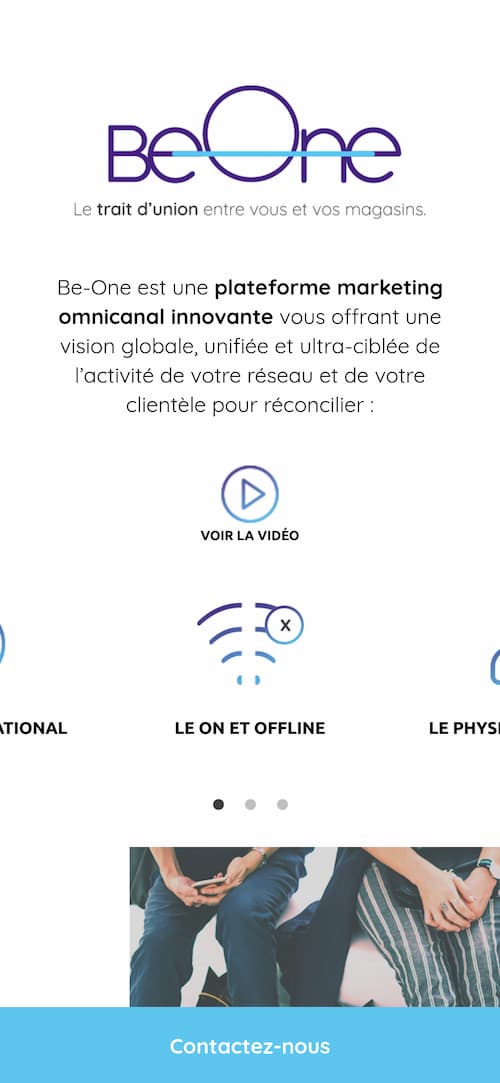 BeOne
Le trait d’union entre vous et vos magasins.
Be-One est une plateforme marketing
omnicanal innovante vous offrant une
vision globale, unifiée et ultra-ciblée de
l’activité de votre réseau et de votre
clientèle pour réconcilier :
VOIR LA VIDÉO
X
ATIONAL
LE ON ET OFFLINE
LE PHYS
Contactez-nous